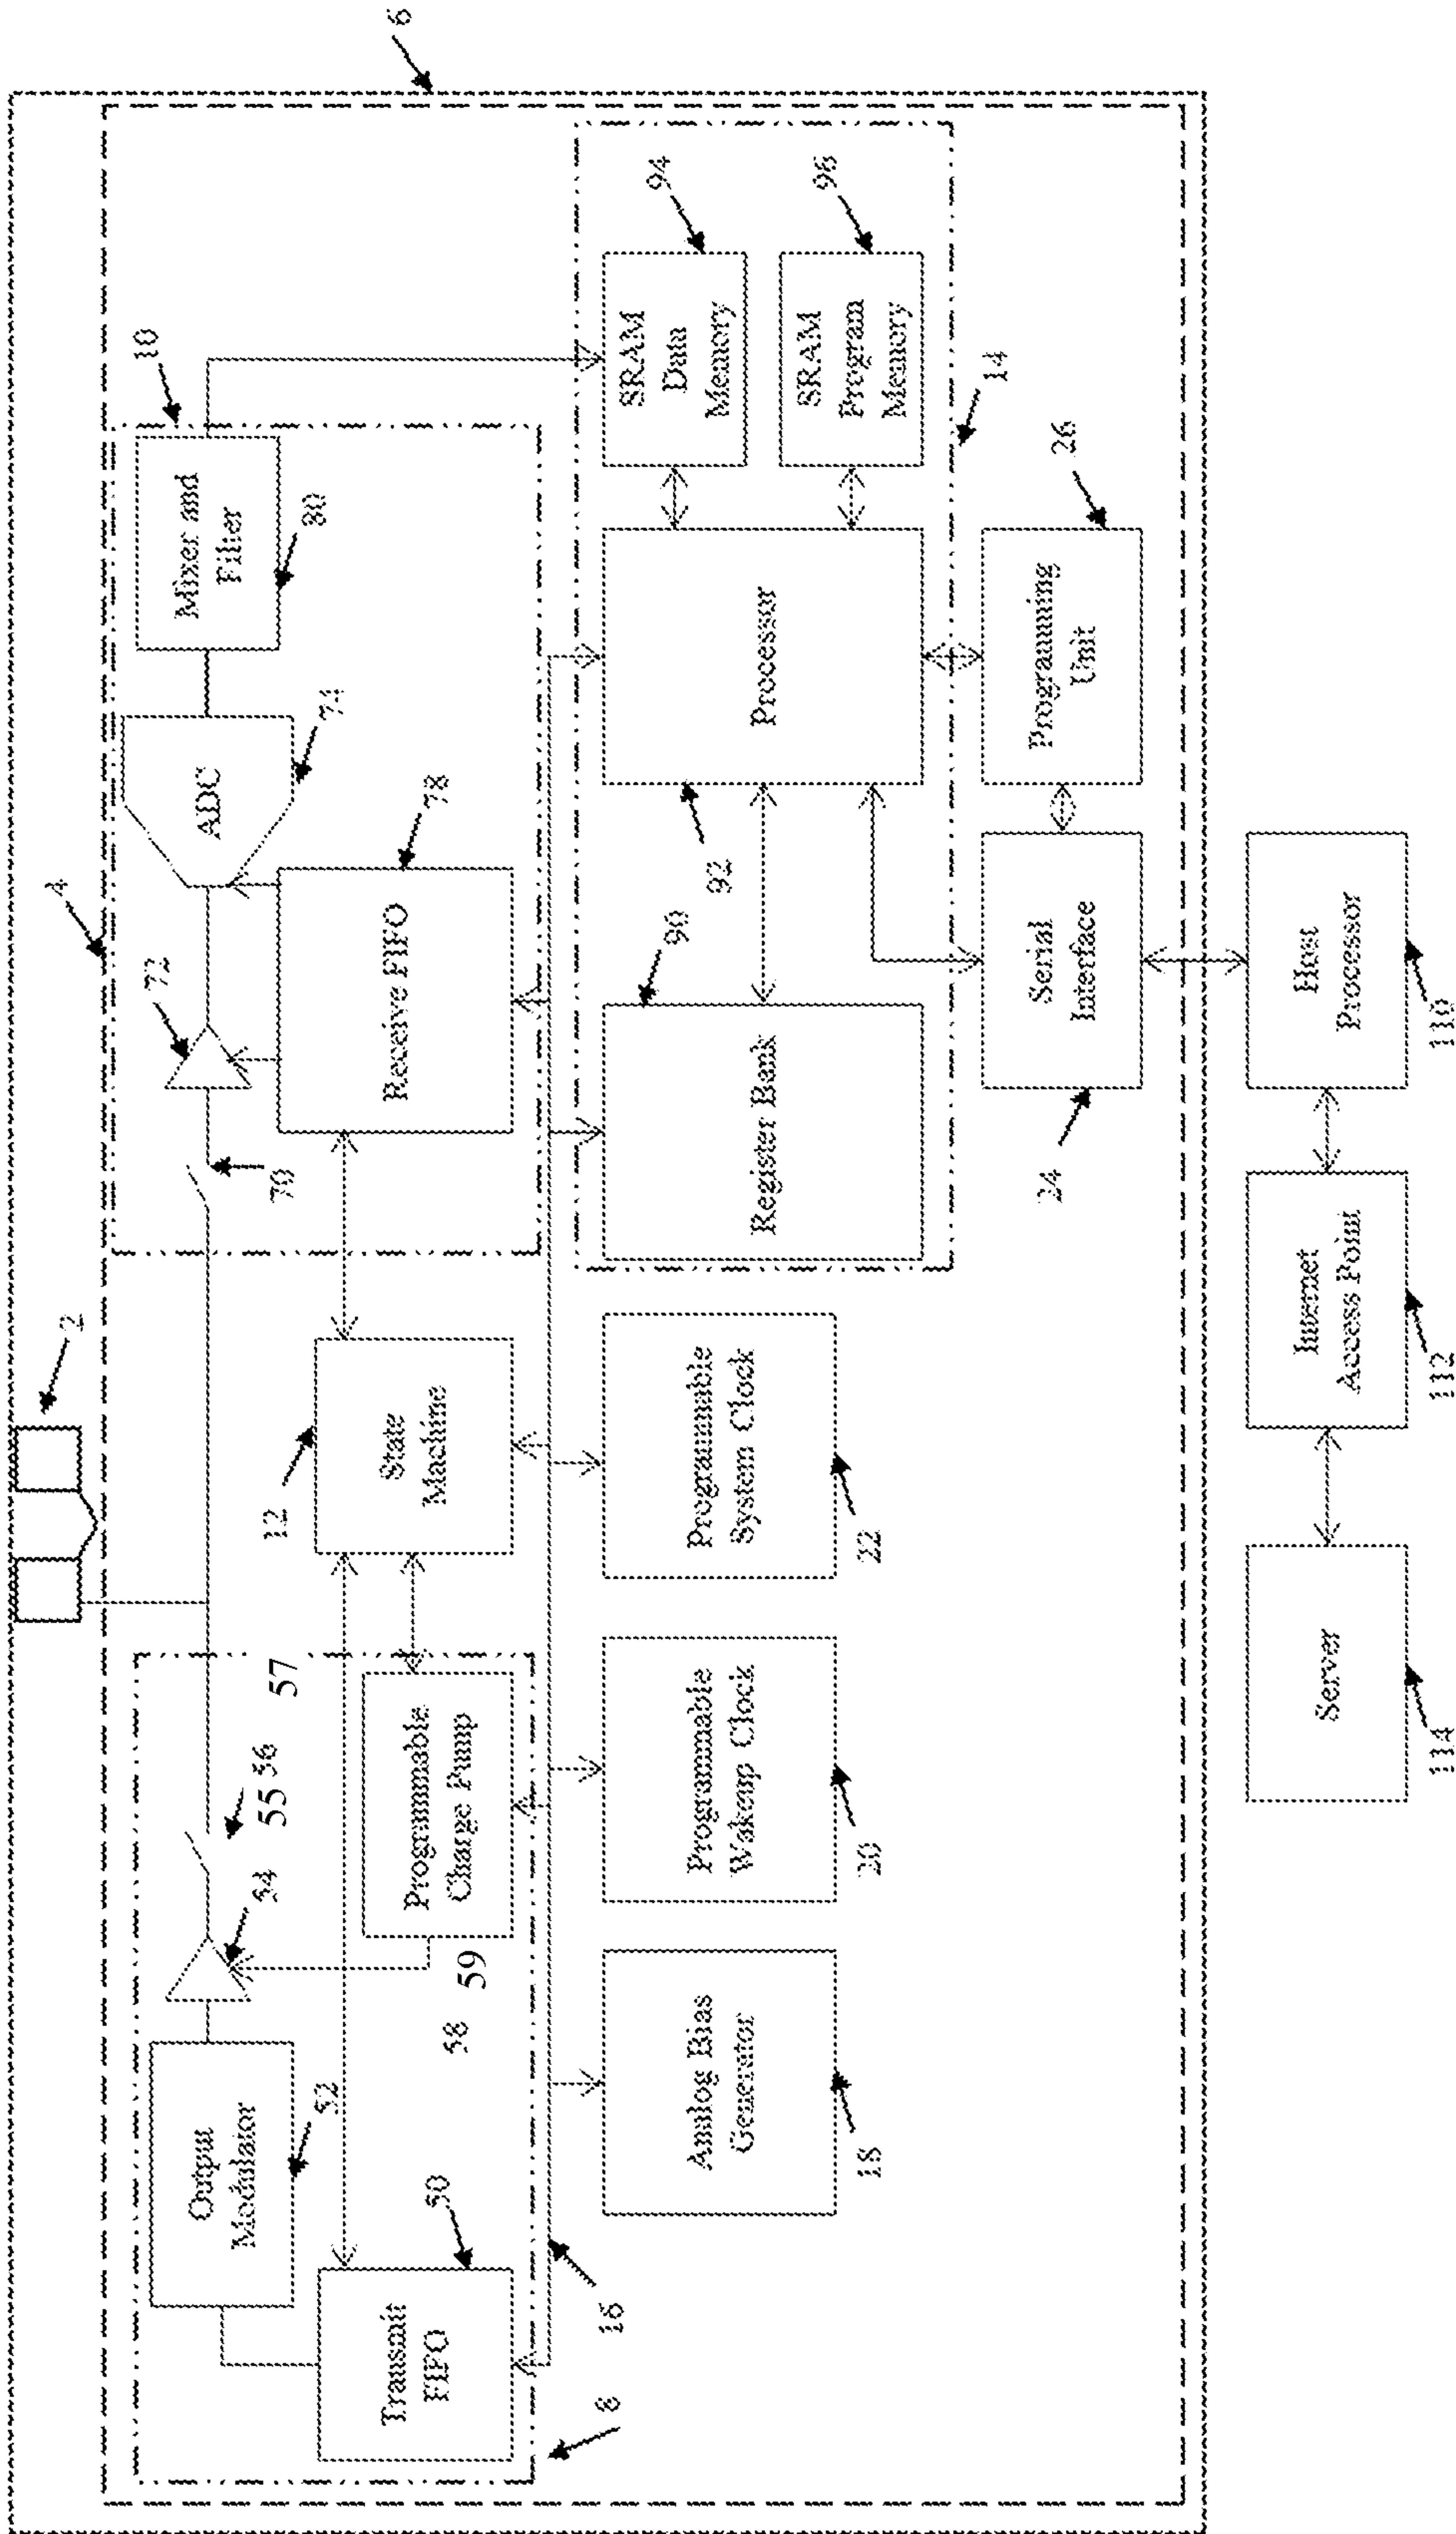 6
4
2
10
Mixer and
Filter
80
ADC
74
72
70
Receive FIFO
78
SRAM
Data
Memory
94
SRAM
Program
Memory
96
14
Processor
92
Register Bank
90
Programming
Unit
26
Serial
Interface
24
State
Machine
12
57
56
55
54
Output
Modulator
52
Programmable
Charge Pump
59
58
Transmit
FIFO
50
16
8
Programmable
System Clock
22
Programmable
Wakeup Clock
20
Analog Bias
Generator
18
Host
Processor
110
Internet
Access Point
112
Server
114